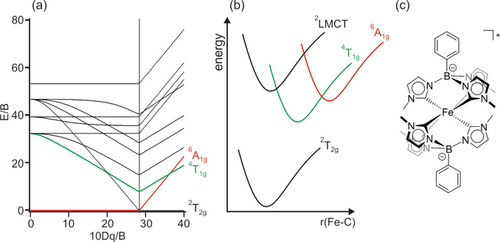 (a)
80
60
40
20
0
E/B
0
10
20
30
40
10Dq/B
⁶A₁g
⁴T₁g
²T₂g
(b)
energy
²LMCT
⁴T₁g
⁶A₁g
²T₂g
r(Fe-C)
(c)
+
B
⊖
N
N
N
N
N
N
Fe
N
N
N
N
N
N
B
⊖